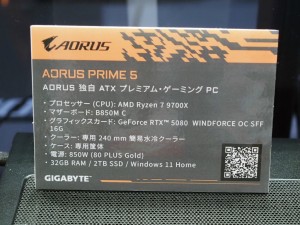 AORUS
AORUS PRIME 5
AORUS 独自 ATX プレミアム・ゲーミング PC
・プロセッサー (CPU): AMD Ryzen 7 9700X
・マザーボード: B850M C
・グラフィックスカード: GeForce RTX™ 5080 WINDFORCE OC SFF
16G
・クーラー: 専用 240 mm 簡易水冷クーラー
・ケース: 専用筐体
・電源: 850W (80 PLUS Gold)
・32GB RAM / 2TB SSD / Windows 11 Home
GIGABYTE™